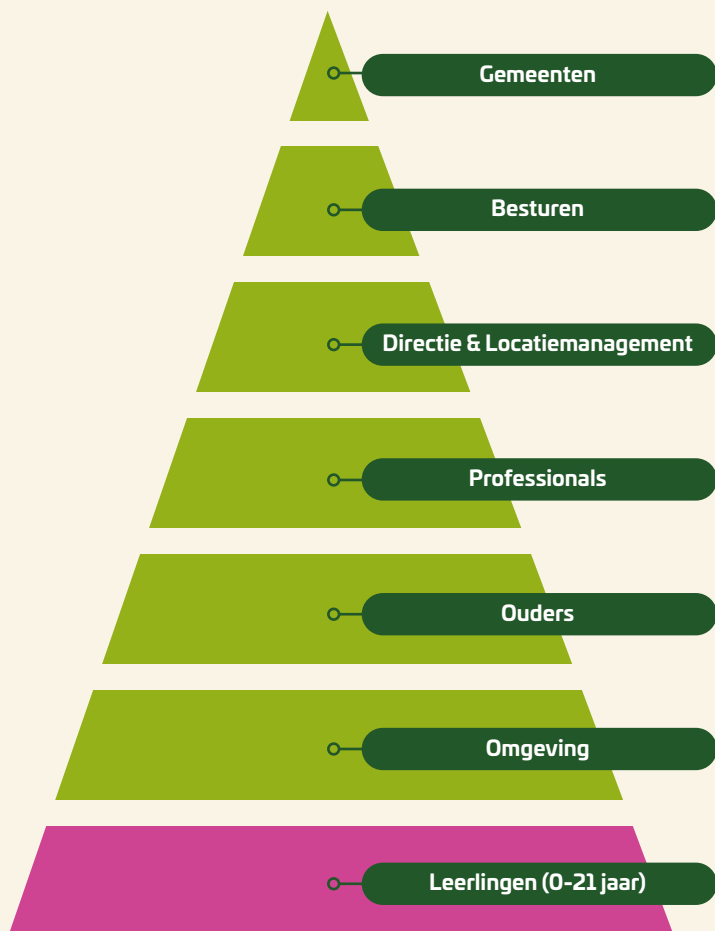 Gemeenten
Besturen
Directie & Locatiemanagement
Professionals
Ouders
Omgeving
Leerlingen (0-21 jaar)